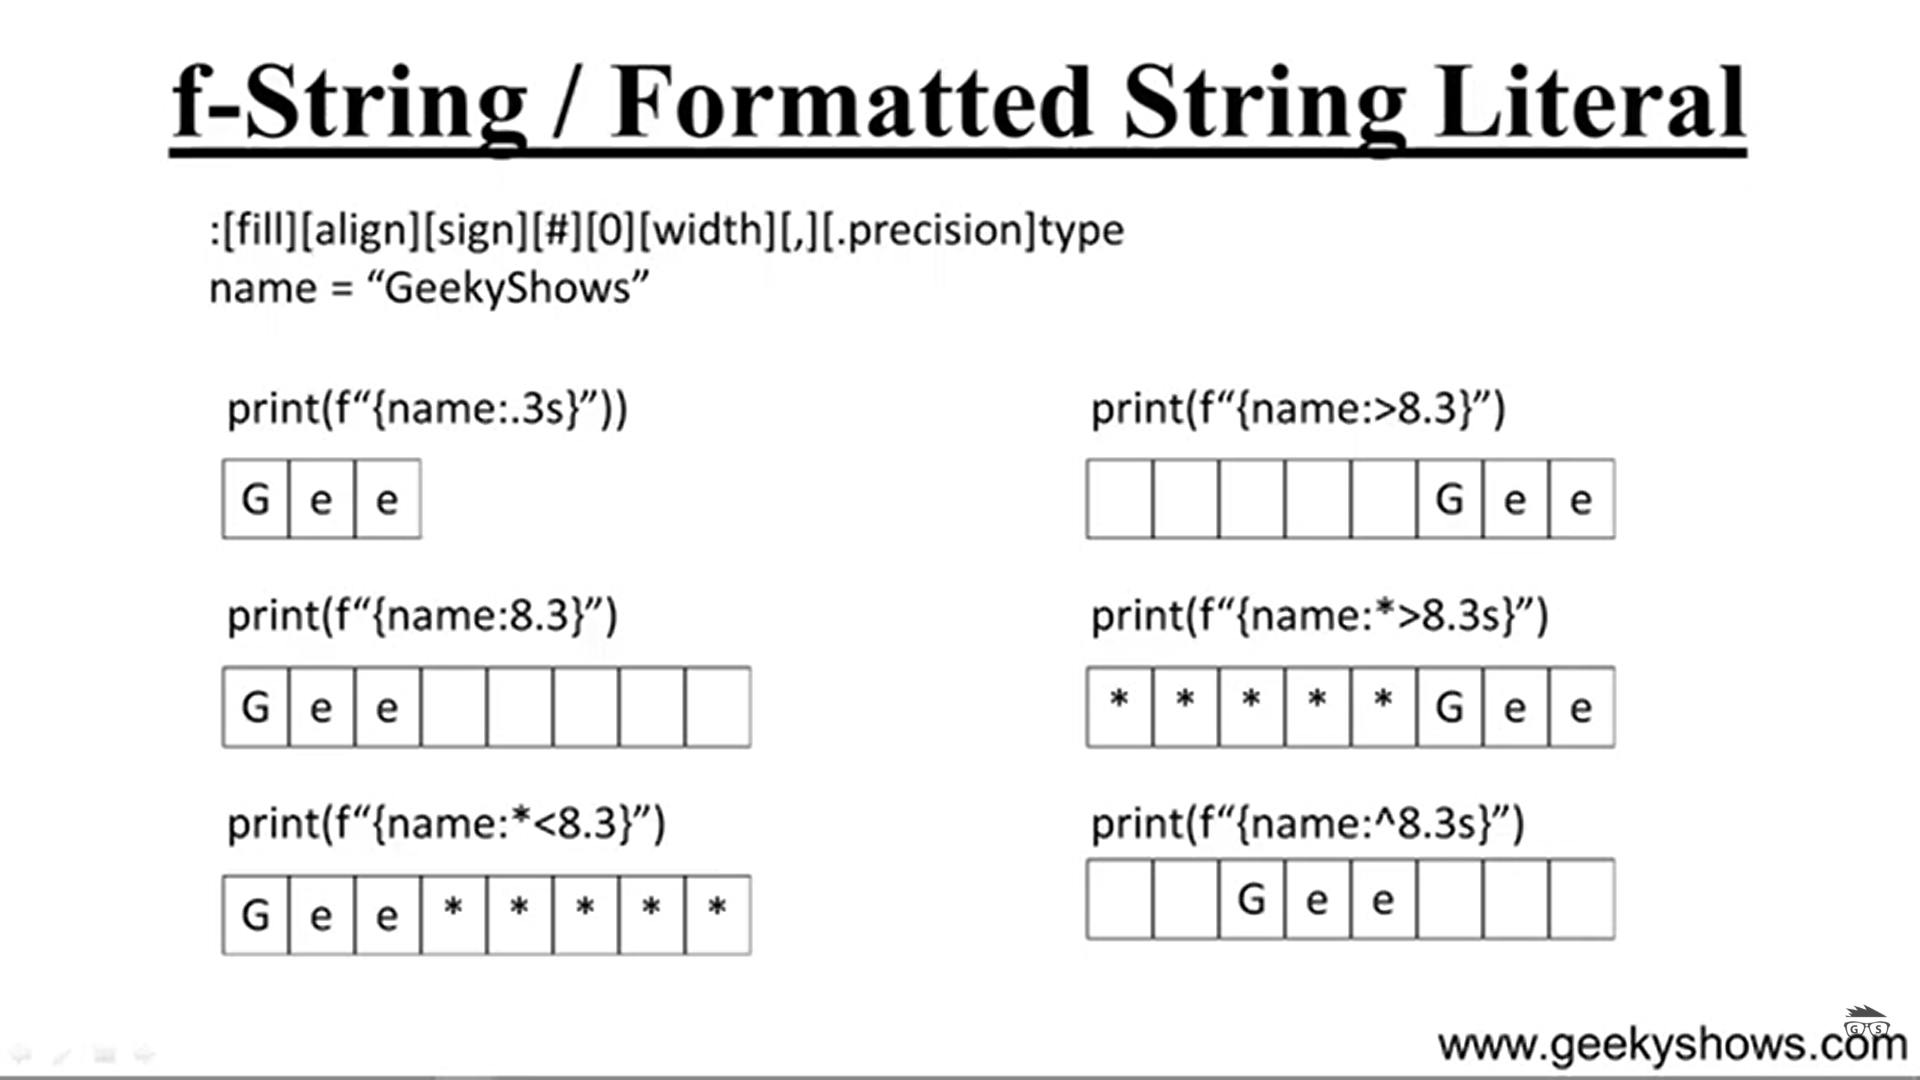 f-String / Formatted String Literal
:[fill][align][sign][#][0][width][,][.precision]type
name = “GeekyShows”
print(f“{name:.3s}”))
G e e
print(f“{name:8.3}”)
G e e
print(f“{name:*<8.3}”)
G e e * * * * *
print(f“{name:>8.3}”)
G e e
print(f“{name:*>8.3s}”)
* * * * * G e e
print(f“{name:^8.3s}”)
G e e
GS
www.geekyshows.com